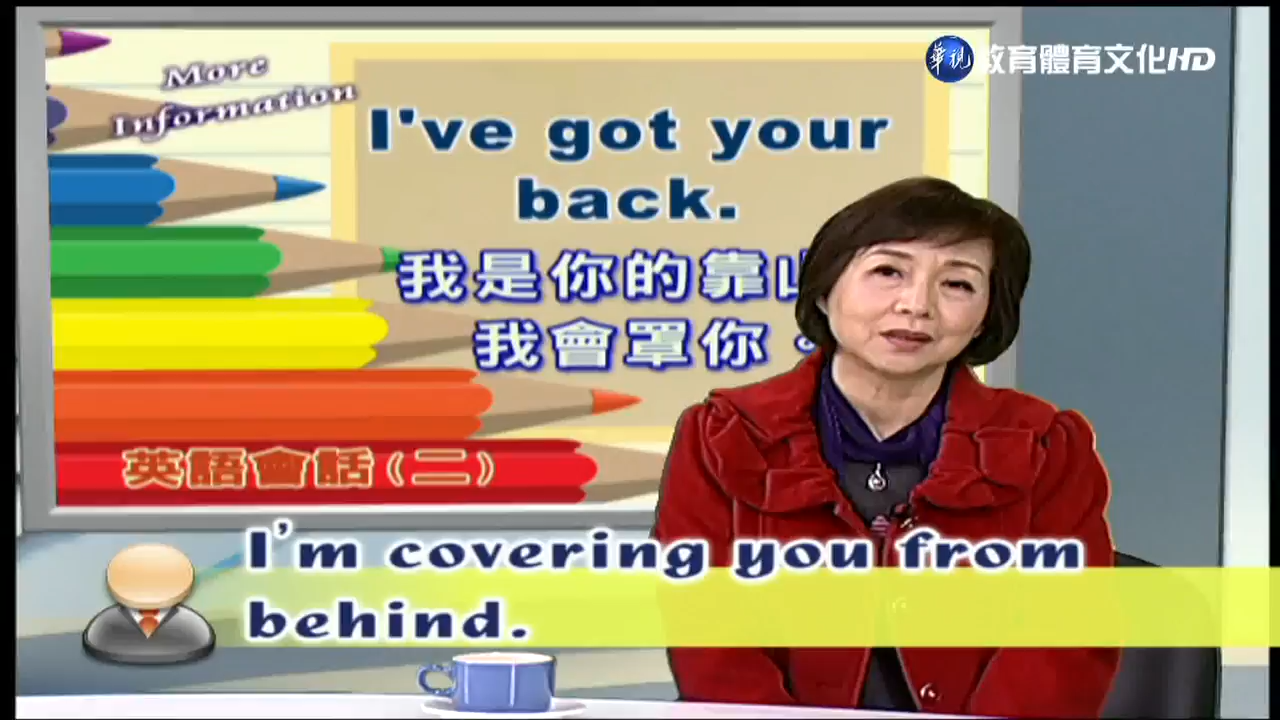 華視 教育體育文化HD
More
Information
I've got your
back.
我是你的靠山
我會罩你。
英語會話（二）
I'm covering you from
behind.